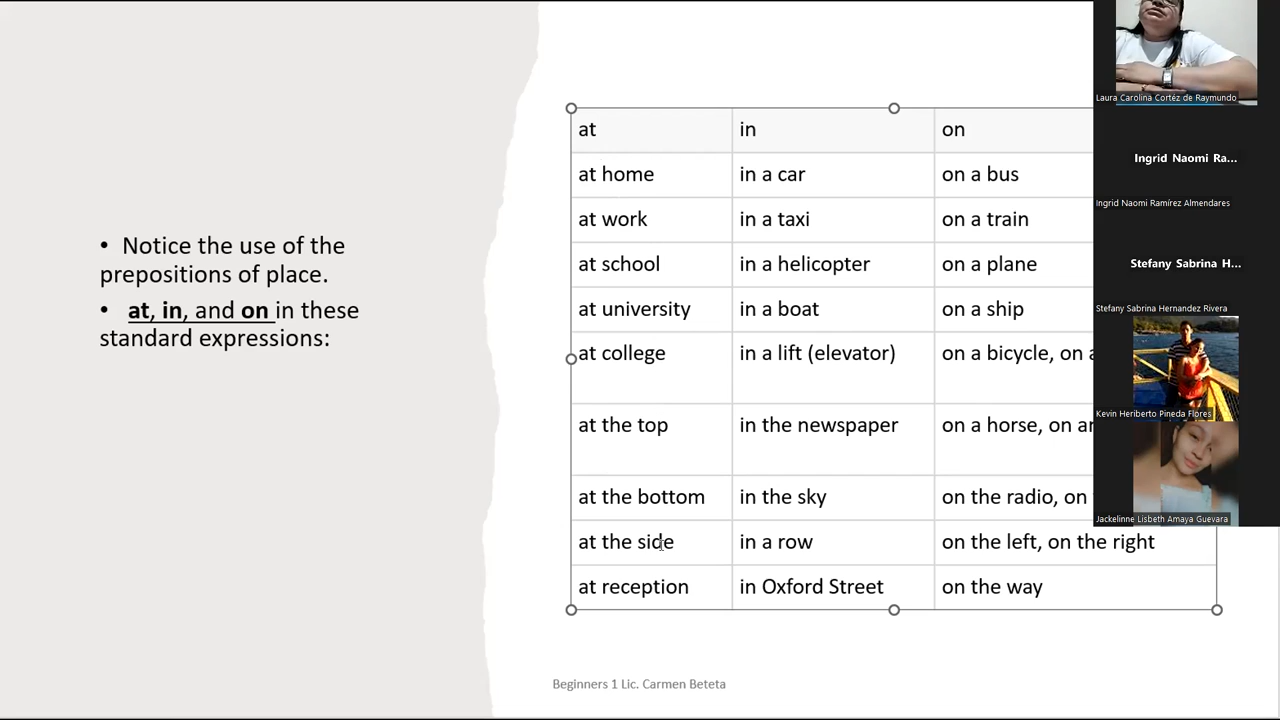 • Notice the use of the
prepositions of place.
• at, in, and on in these
standard expressions:
at in on
at home in a car on a bus
at work in a taxi on a train
at school in a helicopter on a plane
at university in a boat on a ship
at college in a lift (elevator) on a bicycle, on
at the top in the newspaper on a horse, on
at the bottom in the sky on the radio, on
at the side in a row on the left, on the right
at reception in Oxford Street on the way
Beginners 1 Lic. Carmen Beteta
Laura Carolina Cortéz de Raymundo
Ingrid Naomi Ra...
Ingrid Naomi Ramírez Almendares
Stefany Sabrina H...
Stefany Sabrina Hernandez Rivera
Kevin Heriberto Pineda Flores
Jackelinne Lisbeth Amaya Guevara